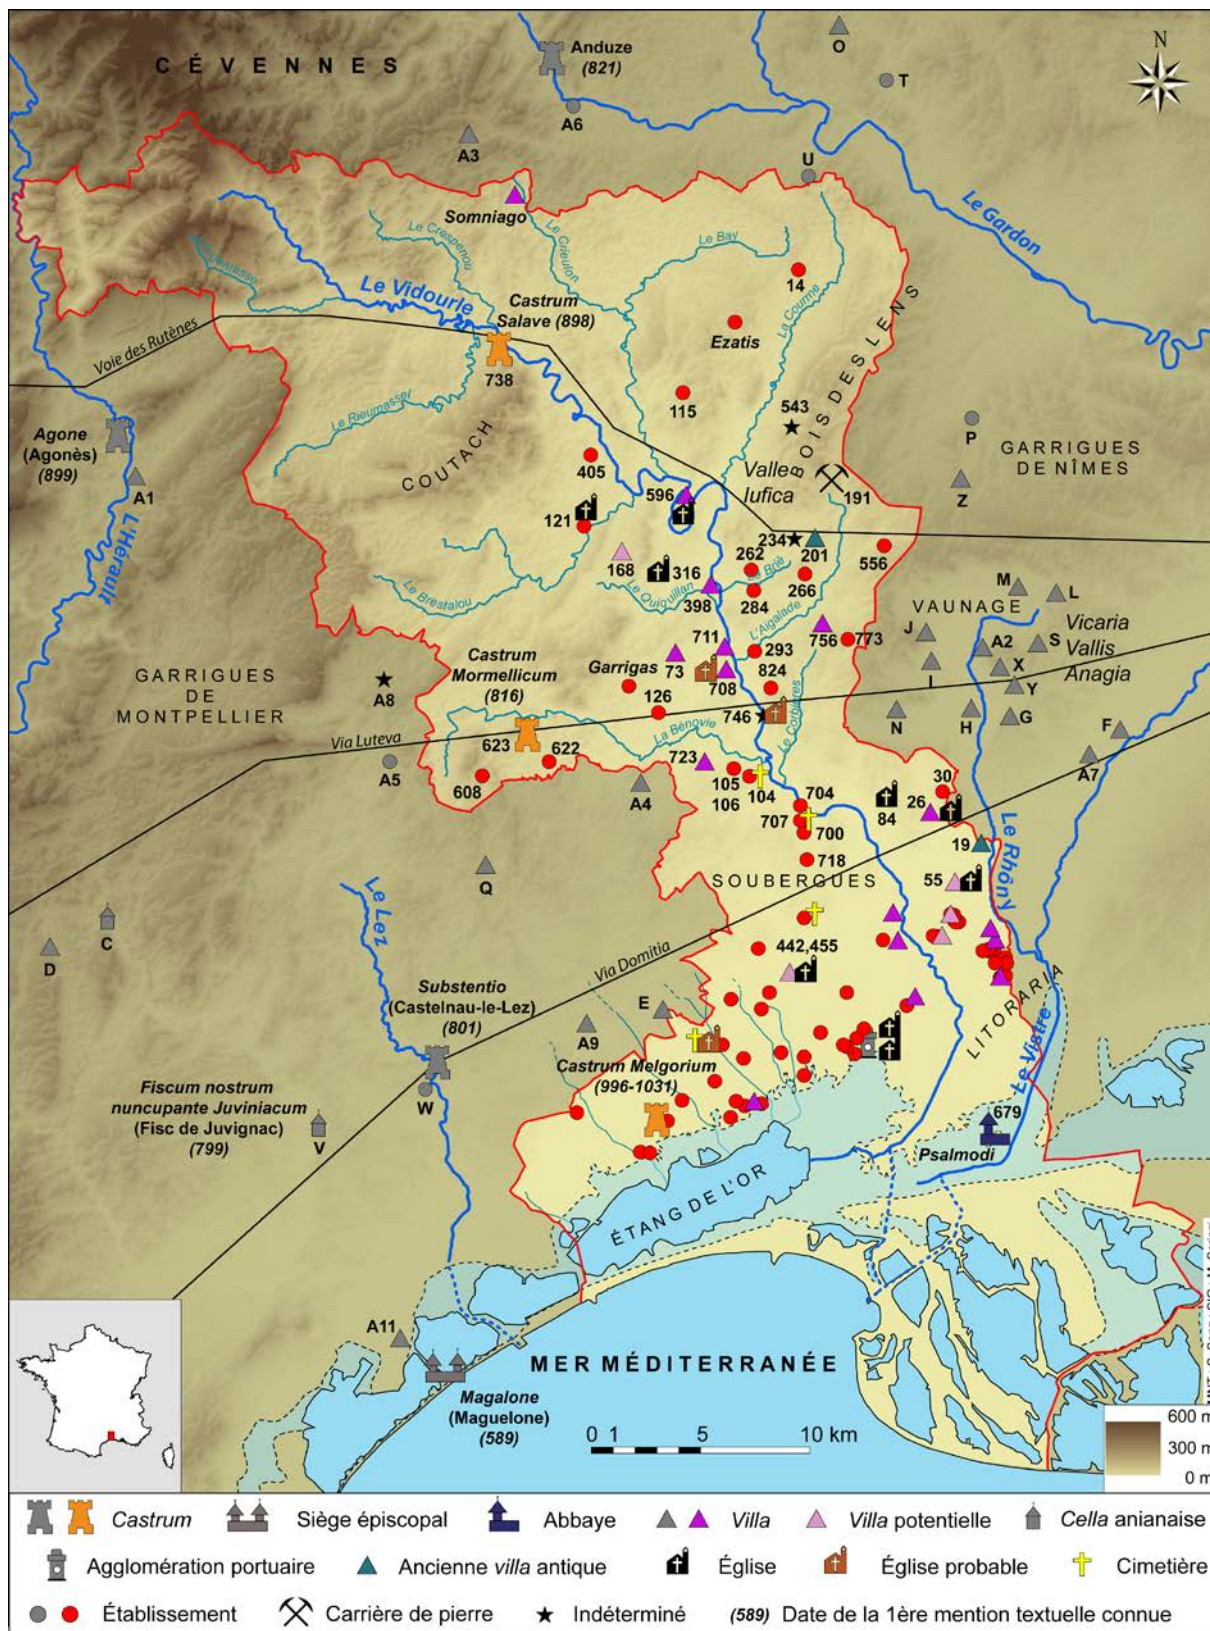 CÉVENNES
Anduze
(821)
A6
A3
O
T
N
U
Somniago
Le Crespenou
Le Crieulon
Le Bay
Le Gardon
14
La Courme
Le Vidourle
Castrum
Salave (898)
738
Voie des Rutènes
Ezatis
115
Le Rieumassel
COUTACH
543
BOIS DES LENS
P
GARRIGUES
DE NÎMES
Z
Agone
(Agonès)
(899)
A1
L'Hérault
405
Valle
Iufica
191
596
121
234
201
556
168
316
262
La Brié
266
Le Quiquillan
398
284
Le Brestalou
L'Aigalade
M
L
VAUNAGE
J
A2
S
Vicaria
Vallis
Anagia
I
X
Y
756
773
711
293
73
708
824
Castrum
Mormellicum
(816)
Garrigas
GARRIGUES
DE
MONTPELLIER
A8
126
746
Le Corbières
N
H
G
F
Via Luteva
623
622
La Bénovie
A7
A5
608
723
105
106
104
A4
30
704
84
26
707
700
19
Le Rhôny
718
SOUBERGUES
55
Q
Le Lez
C
D
442,455
Via Domitia
LITORARIA
Le Vistre
Substentio
(Castelnau-le-Lez)
(801)
E
A9
Castrum Melgorium
(996-1031)
Fiscum nostrum
nuncupante Juviniacum
(Fisc de Juvignac)
(799)
W
V
679
Psalmodi
ÉTANG DE L'OR
A11
MER MÉDITERRANÉE
Magalone
(Maguelone)
(589)
0 1 5 10 km
600 m
300 m
0 m
Castrum Siège épiscopal Abbaye Villa Villa potentielle Cella anianaise
Agglomération portuaire Ancienne villa antique Église Église probable Cimetière
Établissement Carrière de pierre Indéterminé (589) Date de la 1ère mention textuelle connue